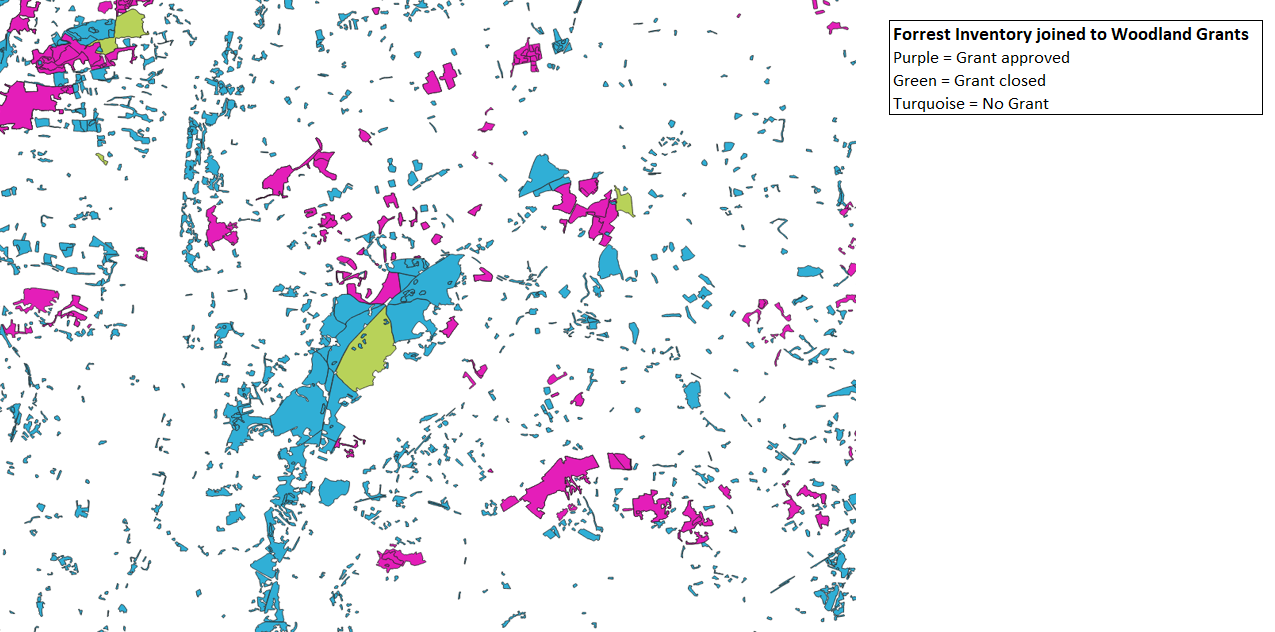 Forrest Inventory joined to Woodland Grants
Purple = Grant approved
Green = Grant closed
Turquoise = No Grant